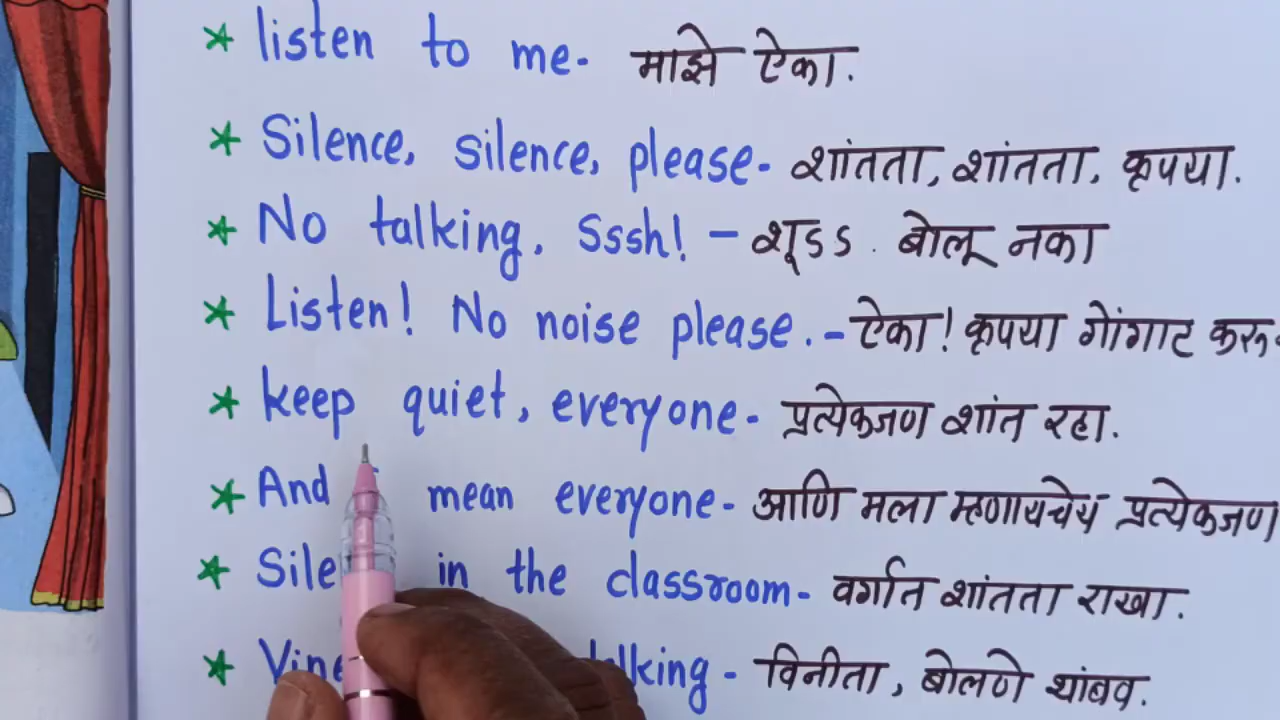 ★ listen to me- माझे ऐका.
★ Silence, silence, please- शांतता, शांतता, कृपया.
★ No talking, Sssh! – शूऽऽ. बोलू नका
★ Listen! No noise please.- ऐका! कृपया गोंगाट करू
★ keep quiet, everyone- प्रत्येकजण शांत रहा.
★ And mean everyone- आणि मला म्हणायचेय प्रत्येकजण
★ in the classroom- वर्गात शांतता राखा.
★ - विनीता, बोलणे थांबव.